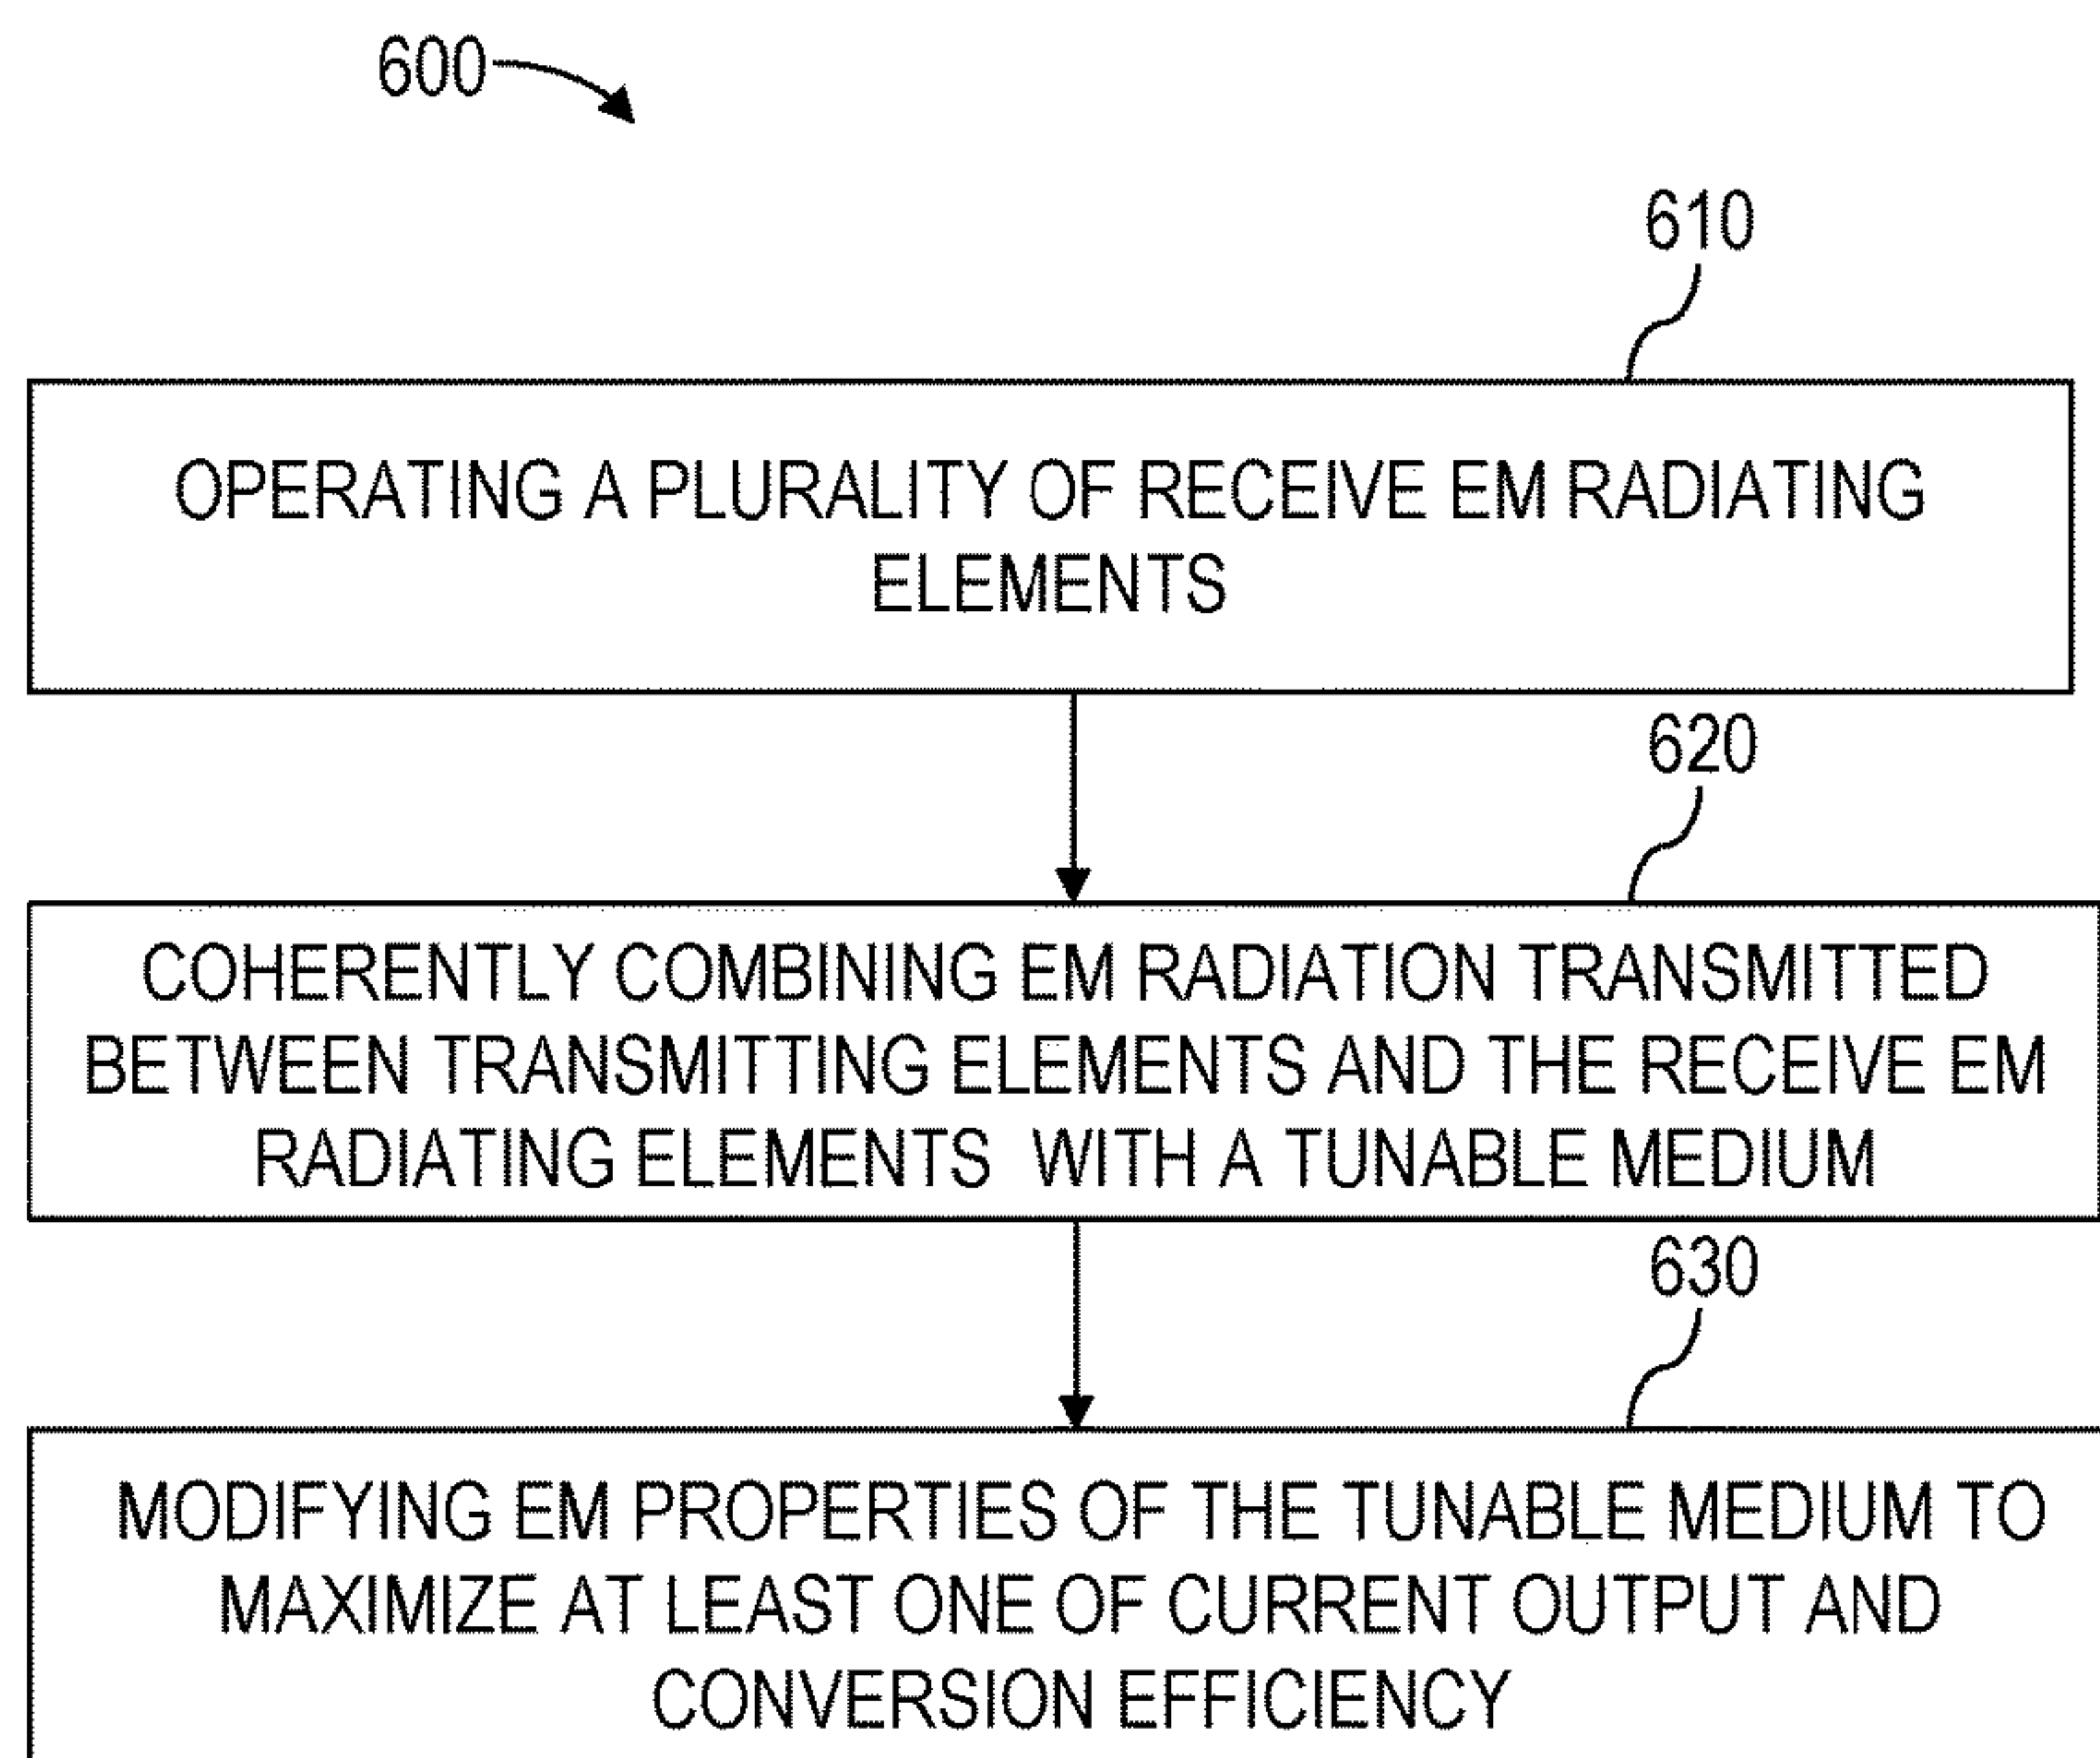 600
610
OPERATING A PLURALITY OF RECEIVE EM RADIATING
ELEMENTS
620
COHERENTLY COMBINING EM RADIATION TRANSMITTED
BETWEEN TRANSMITTING ELEMENTS AND THE RECEIVE EM
RADIATING ELEMENTS WITH A TUNABLE MEDIUM
630
MODIFYING EM PROPERTIES OF THE TUNABLE MEDIUM TO
MAXIMIZE AT LEAST ONE OF CURRENT OUTPUT AND
CONVERSION EFFICIENCY